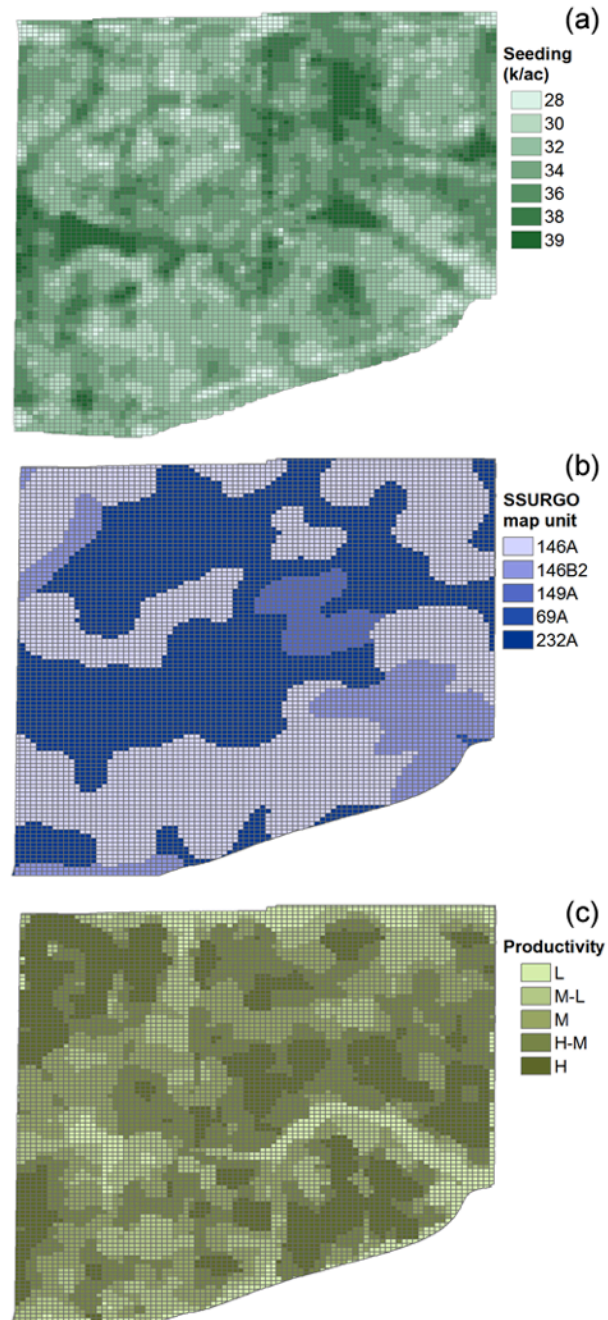 (a)
Seeding
(k/ac)
28
30
32
34
36
38
39
(b)
SSURGO
map unit
146A
146B2
149A
69A
232A
(c)
Productivity
L
M-L
M
H-M
H